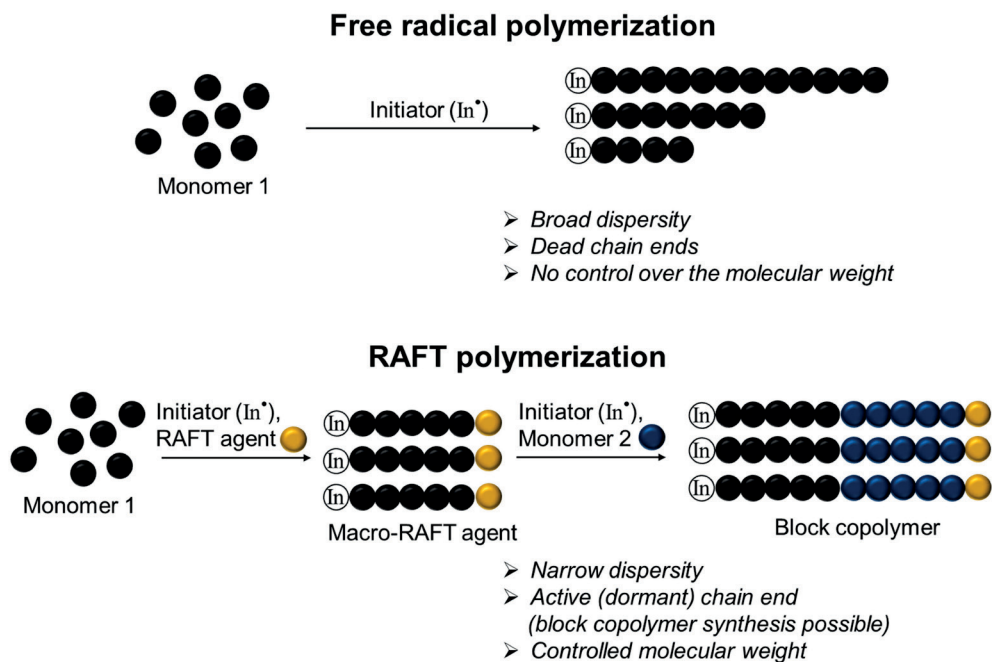 Free radical polymerization
Initiator (In•)
In
In
In
Monomer 1
➢ Broad dispersity
➢ Dead chain ends
➢ No control over the molecular weight
RAFT polymerization
Initiator (In•),
RAFT agent
Initiator (In•),
Monomer 2
In
In
In
In
In
In
Monomer 1
Macro-RAFT agent
Block copolymer
➢ Narrow dispersity
➢ Active (dormant) chain end
(block copolymer synthesis possible)
➢ Controlled molecular weight